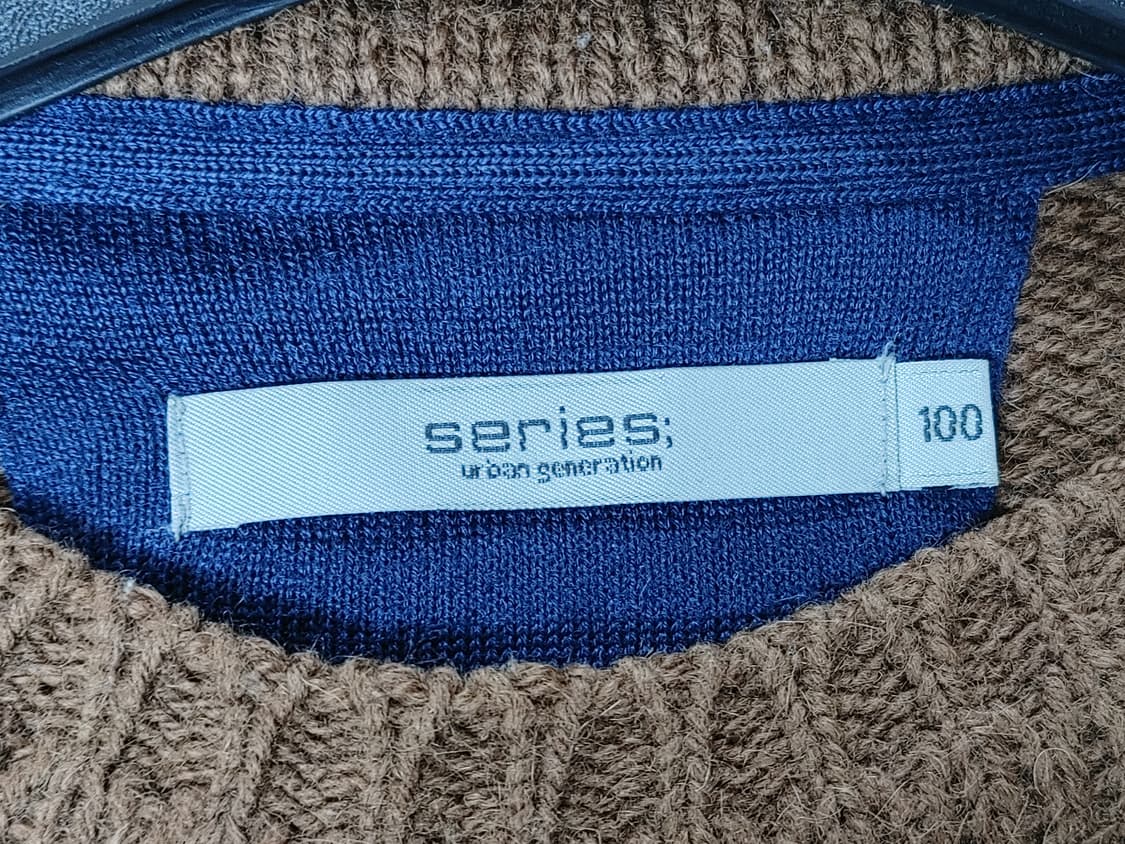 series;
urban generation
100